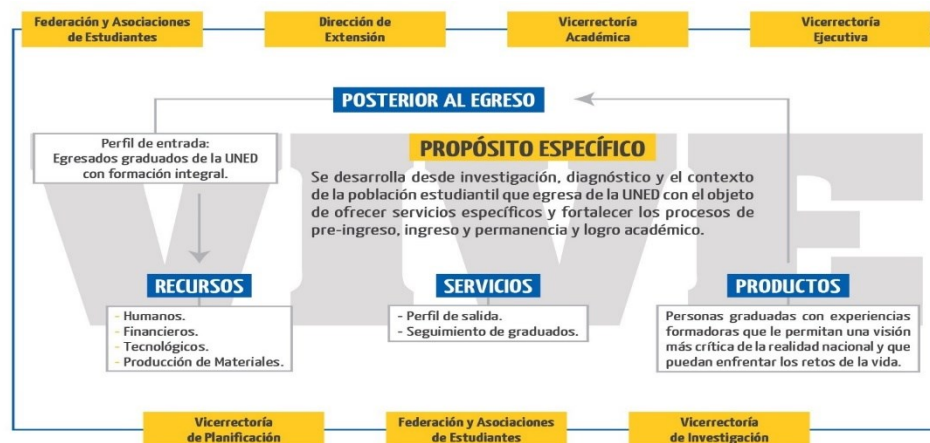 Federación y Asociaciones
de Estudiantes
Dirección de
Extensión
Vicerrectoría
Académica
Vicerrectoría
Ejecutiva
POSTERIOR AL EGRESO
Perfil de entrada:
Egresados graduados de la UNED
con formación integral.
PROPÓSITO ESPECÍFICO
Se desarrolla desde investigación, diagnóstico y el contexto
de la población estudiantil que egresa de la UNED con el objeto
de ofrecer servicios específicos y fortalecer los procesos de
pre-ingreso, ingreso y permanencia y logro académico.
VIVE
RECURSOS
- Humanos.
- Financieros.
- Tecnológicos.
- Producción de Materiales.
SERVICIOS
- Perfil de salida.
- Seguimiento de graduados.
PRODUCTOS
Personas graduadas con experiencias
formadoras que le permitan una visión
más crítica de la realidad nacional y que
puedan enfrentar los retos de la vida.
Vicerrectoría
de Planificación
Federación y Asociaciones
de Estudiantes
Vicerrectoría
de Investigación